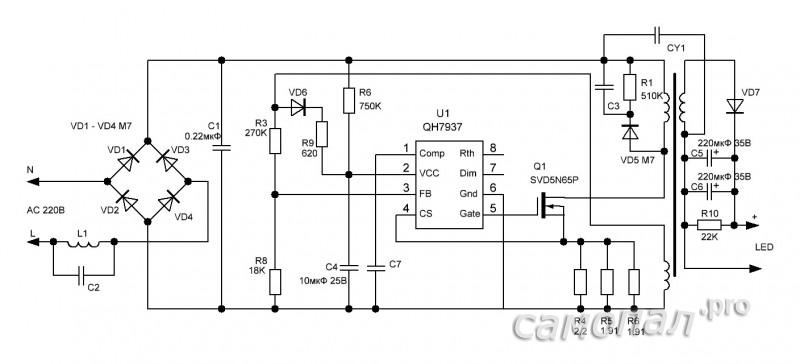 CY1
R1
510K
VD7
C3
R6
750K
VD6
U1
QH7937
C1
0.22мкФ
R3
270K
R9
620
VD1 - VD4 M7
VD1
VD3
VD5 M7
220мкФ 35В
C5
+
1
Comp
Rth
8
2
VCC
Dim
7
3
FB
Gnd
6
4
CS
Gate
5
Q1
SVD5N65P
220мкФ 35В
C6
+
N
VD2
VD4
AC 220В
R10
22K
+
L
L1
LED
C2
R8
18K
C4
10мкФ 25В
C7
R4
2,2
R5
1.91
R6
1.91
самопал.pro